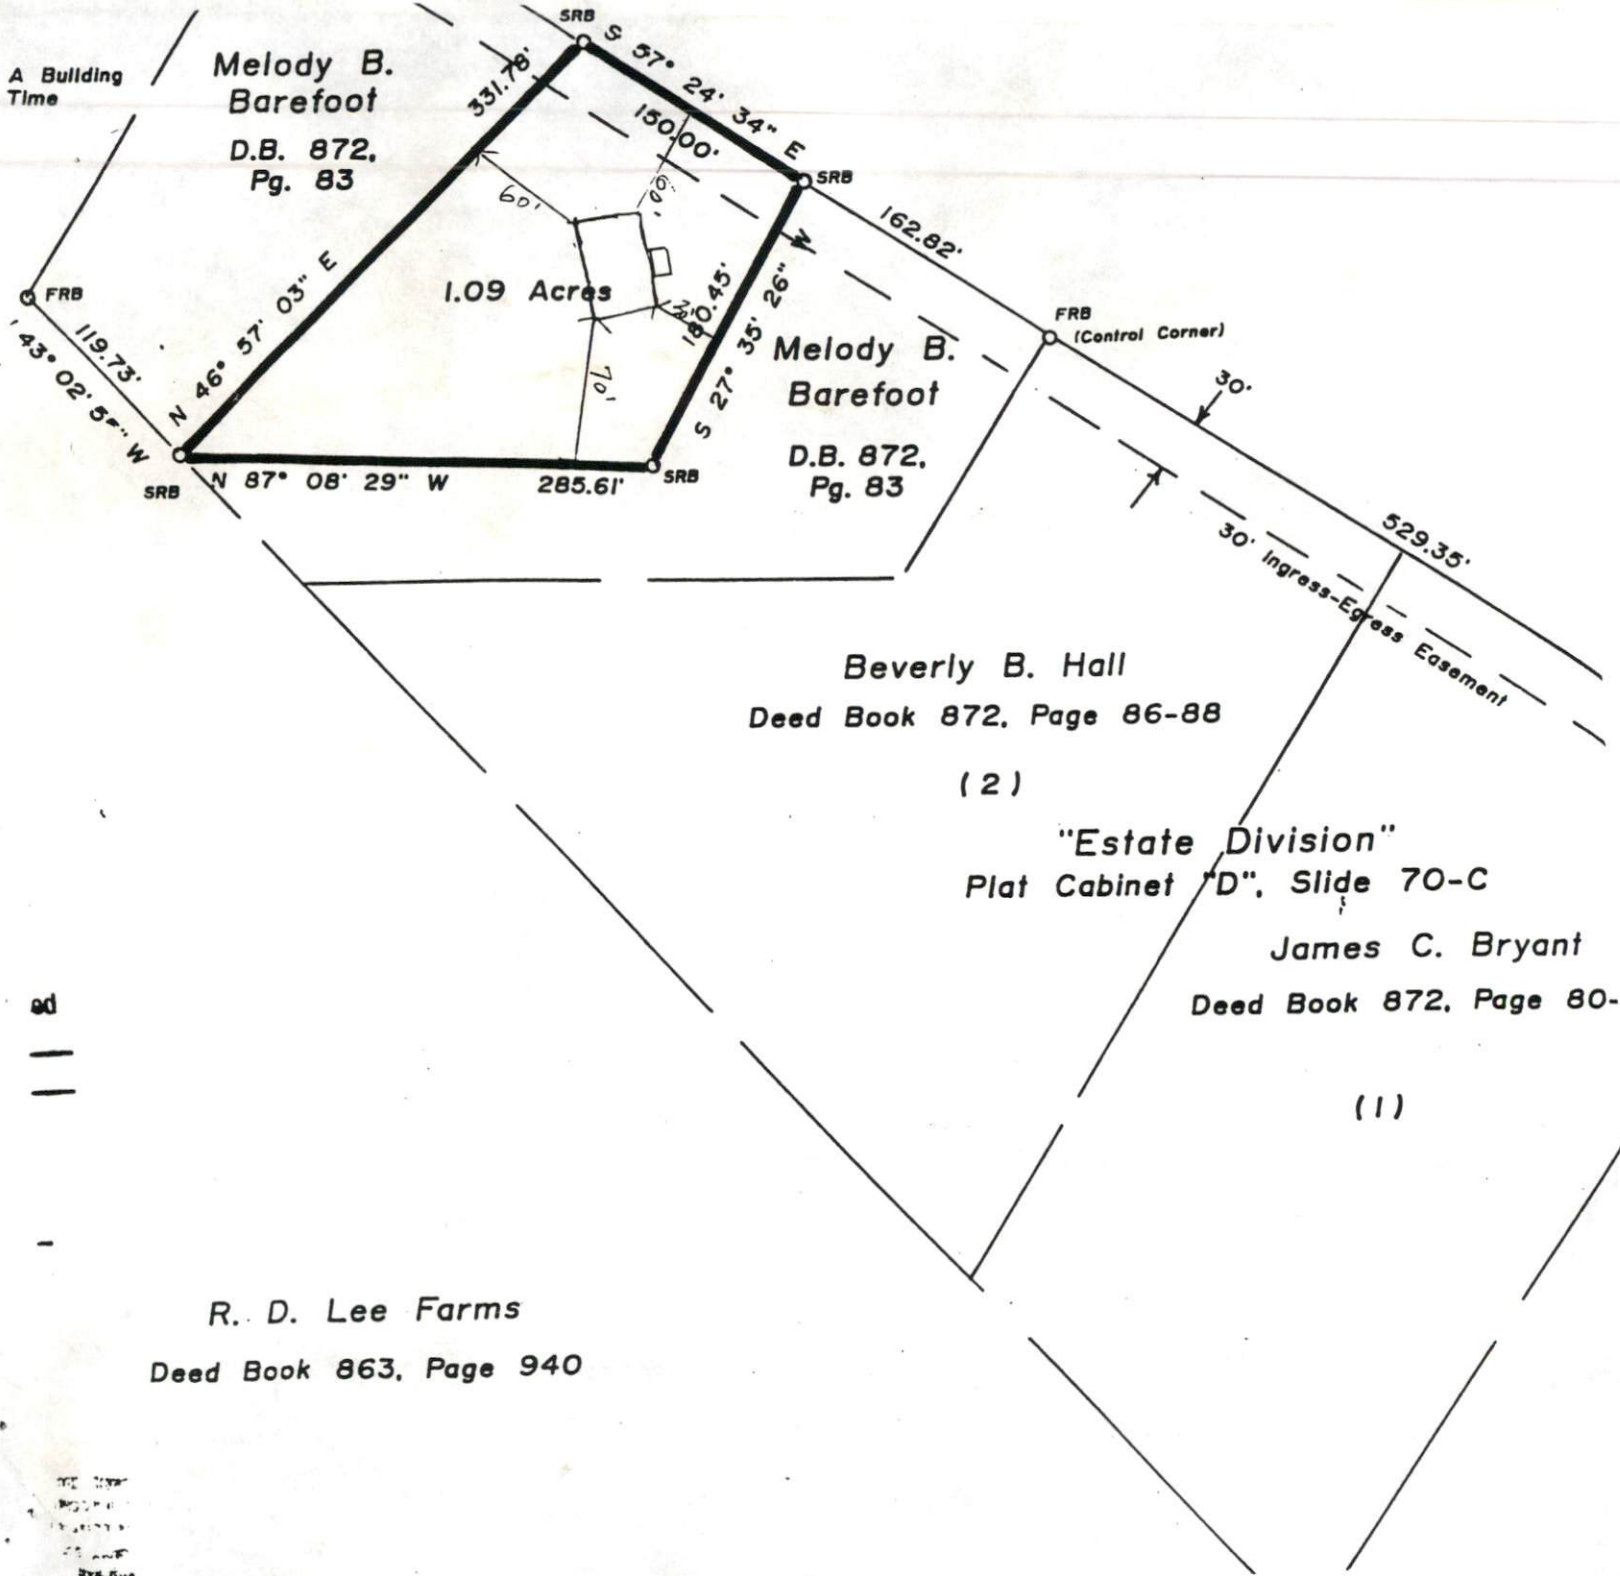 SRB
A Building
Time
Melody B.
Barefoot
D.B. 872,
Pg. 83
331.78'
S 57° 24' 34" E
150.00'
SRB
60'
60'
162.82'
FRB
1.09 Acres
180.45'
S 27° 35' 26" W
FRB
(Control Corner)
119.73'
43° 02' W
N 46° 57' 03" E
Melody B.
Barefoot
D.B. 872,
Pg. 83
30'
70'
SRB
N 87° 08' 29" W
285.61'
SRB
529.35'
30' Ingress-Egress Easement
Beverly B. Hall
Deed Book 872, Page 86-88
(2)
"Estate Division"
Plat Cabinet "D", Slide 70-C
James C. Bryant
Deed Book 872, Page 80-
(1)
ed
R. D. Lee Farms
Deed Book 863, Page 940